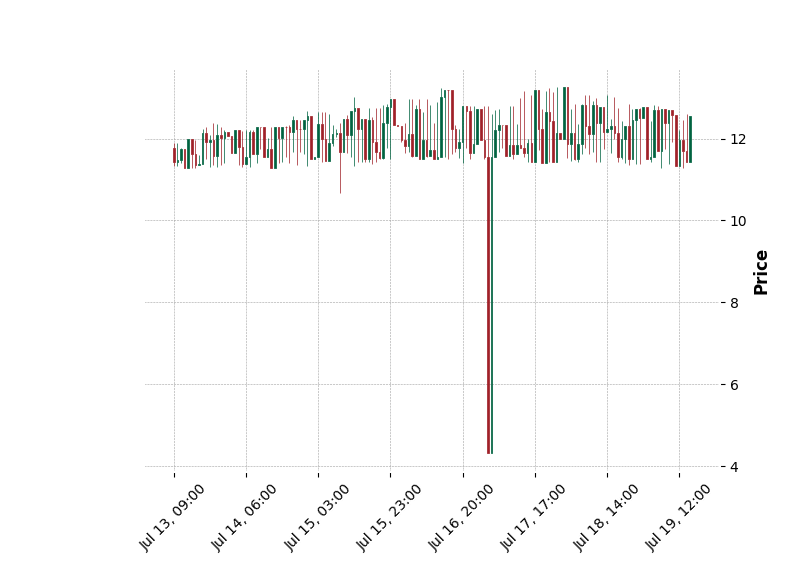 12
10
8
6
4
Price
Jul 13, 09:00
Jul 14, 06:00
Jul 15, 03:00
Jul 15, 23:00
Jul 16, 20:00
Jul 17, 17:00
Jul 18, 14:00
Jul 19, 12:00